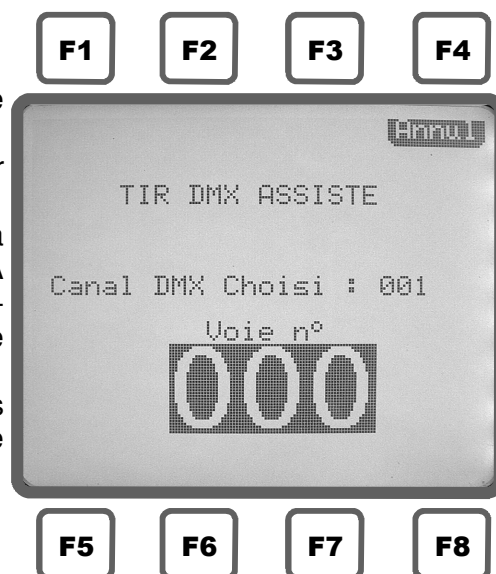 F1 F2 F3 F4
Annul
TIR DMX ASSISTE
Canal DMX Choisi : 001
Voie n°
000
F5 F6 F7 F8